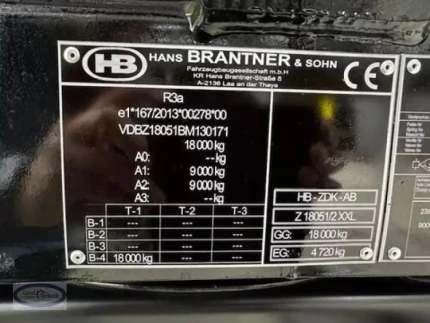 HB HANS BRANTNER & SOHN
Fahrzeugbaugesellschaft m.b.H
KR Hans Brantner-Straße 8
A-2136 Laa an der Thaya
R3a
e1*167/2013*00278*00
VDBZ18051BM130171
18 000 kg
A0: -- kg
A1: 9 000 kg
A2: 9 000 kg
A3: --- kg
T-1 T-2 T-3
B-1 --- --- ---
B-2 --- --- ---
B-3 --- --- ---
B-4 18 000 kg --- ---
HB-ZDK-AB
Z 18051/2 XXL
GG: 18 000 kg
EG: 4 720 kg